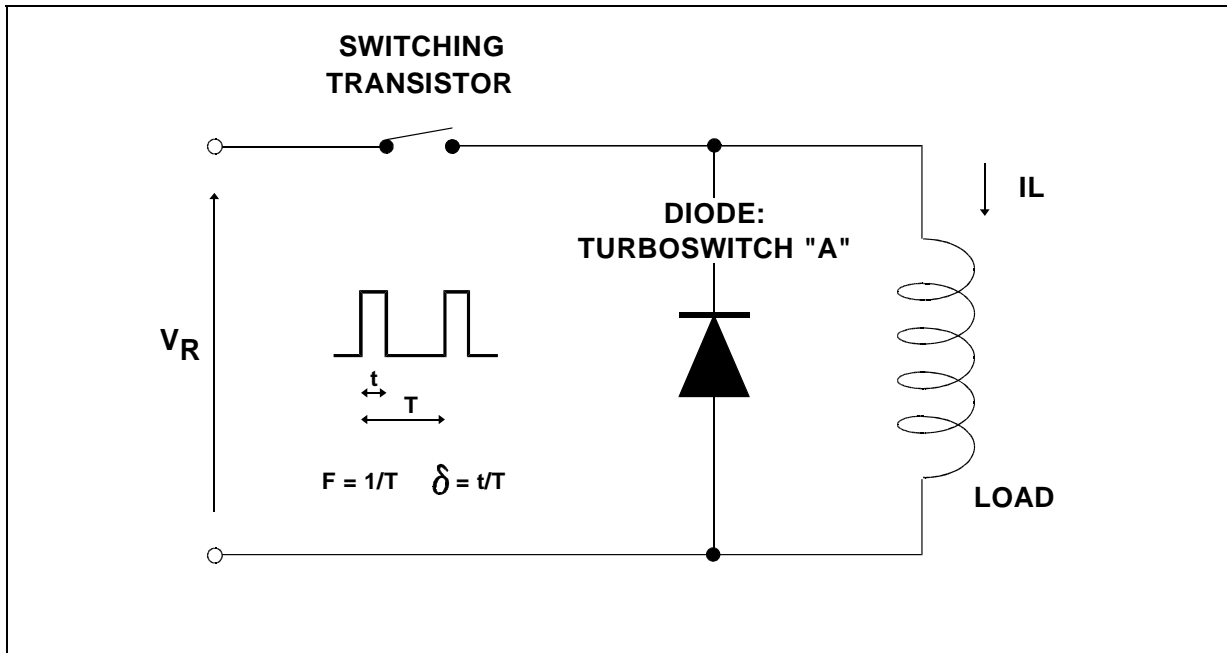 SWITCHING
TRANSISTOR
DIODE:
TURBOSWITCH "A"
IL
VR
t
T
F = 1/T δ = t/T
LOAD